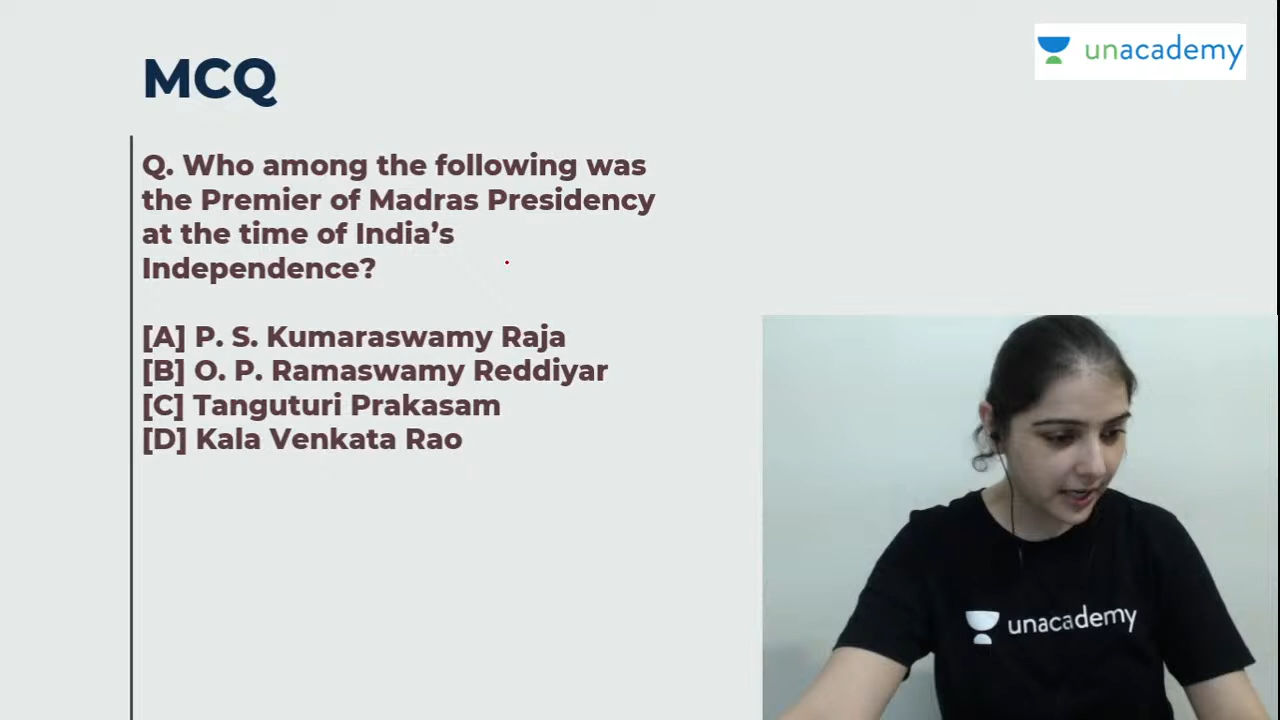 MCQ
unacademy
Q. Who among the following was
the Premier of Madras Presidency
at the time of India’s
Independence?
[A] P. S. Kumaraswamy Raja
[B] O. P. Ramaswamy Reddiyar
[C] Tanguturi Prakasam
[D] Kala Venkata Rao
unacademy